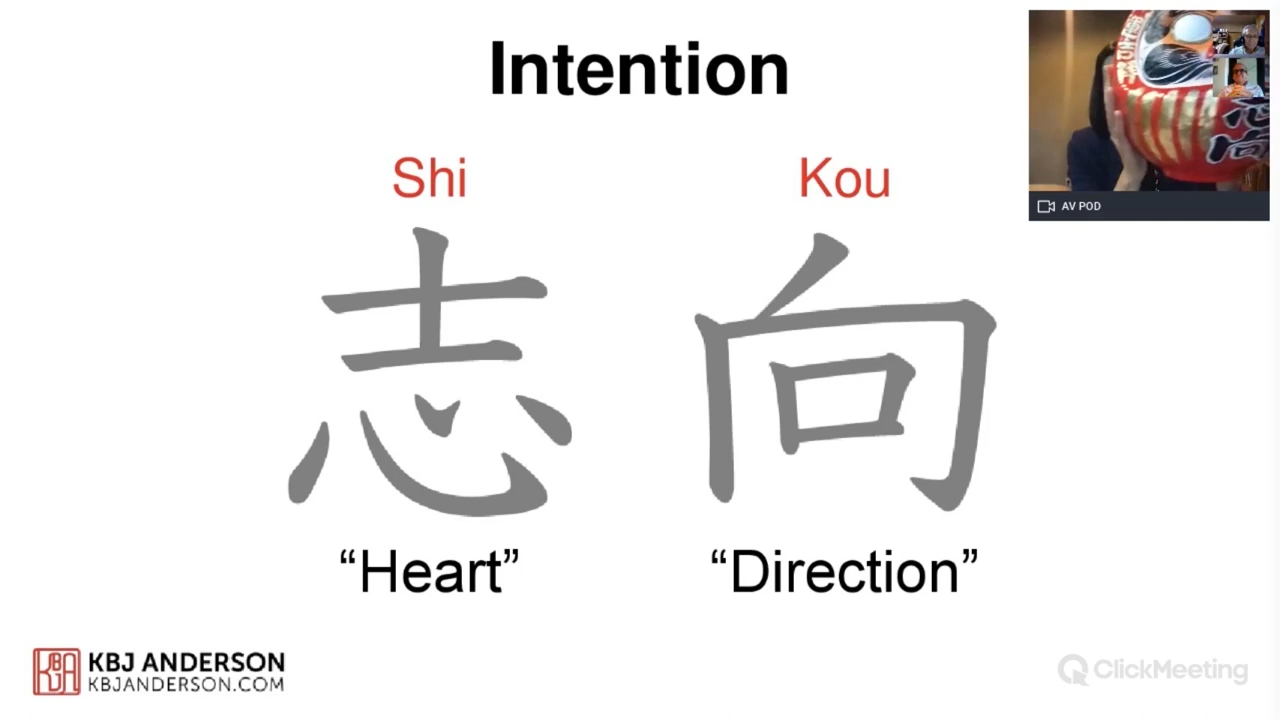 Intention
Shi Kou
志 向
“Heart” “Direction”
AV POD
KBJ ANDERSON
KBJANDERSON.COM
ClickMeeting